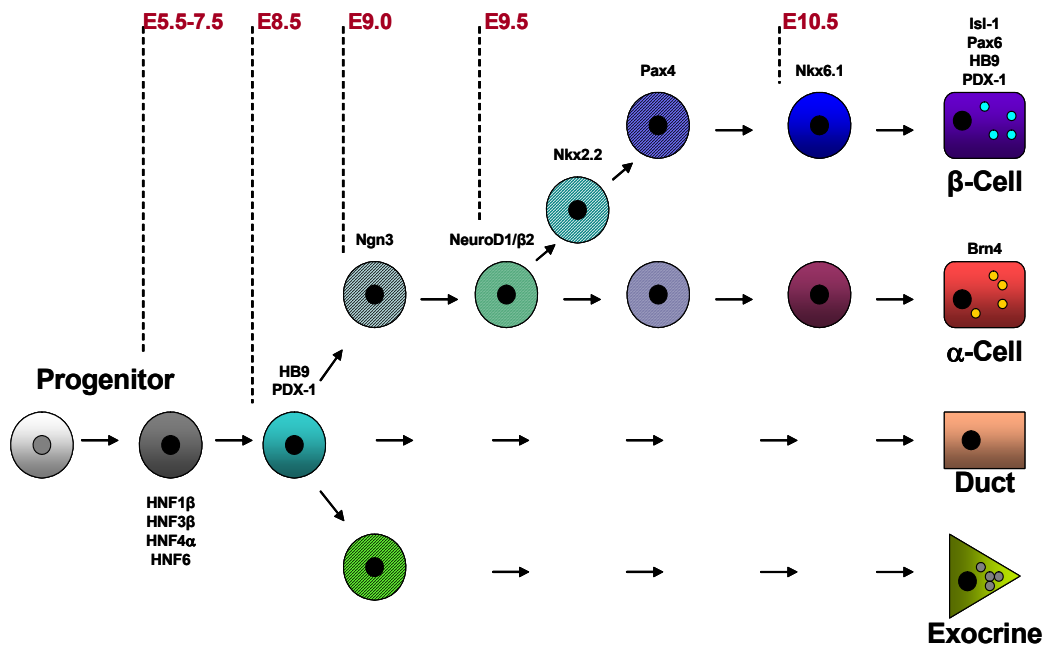 E5.5-7.5
E8.5
E9.0
E9.5
E10.5
Isl-1
Pax6
HB9
PDX-1
Pax4
Nkx6.1
β-Cell
Nkx2.2
Ngn3
NeuroD1/β2
Brn4
α-Cell
Progenitor
HB9
PDX-1
HNF1β
HNF3β
HNF4α
HNF6
Duct
Exocrine